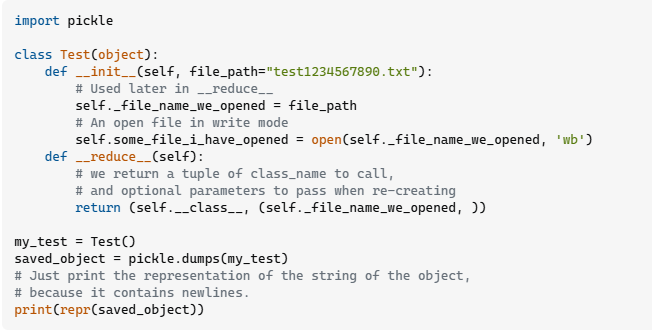 import pickle
class Test(object):
    def __init__(self, file_path="test1234567890.txt"):
        # Used later in __reduce__
        self._file_name_we_opened = file_path
        # An open file in write mode
        self.some_file_i_have_opened = open(self._file_name_we_opened, 'wb')
    def __reduce__(self):
        # we return a tuple of class_name to call,
        # and optional parameters to pass when re-creating
        return (self.__class__, (self._file_name_we_opened, ))
my_test = Test()
saved_object = pickle.dumps(my_test)
# Just print the representation of the string of the object,
# because it contains newlines.
print(repr(saved_object))